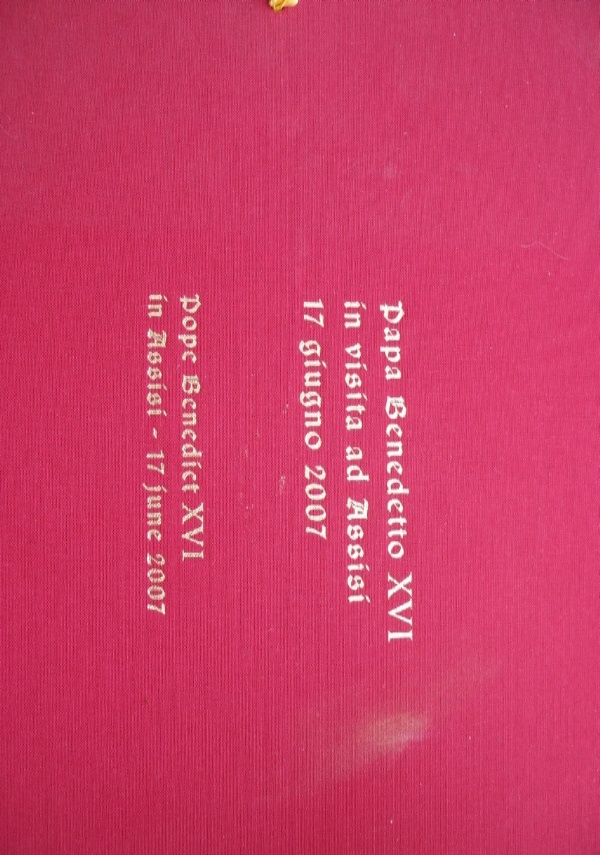 Papa Benedetto XVI
in visita ad Assisi
17 giugno 2007
Pope Benedict XVI
in Assisi - 17 june 2007